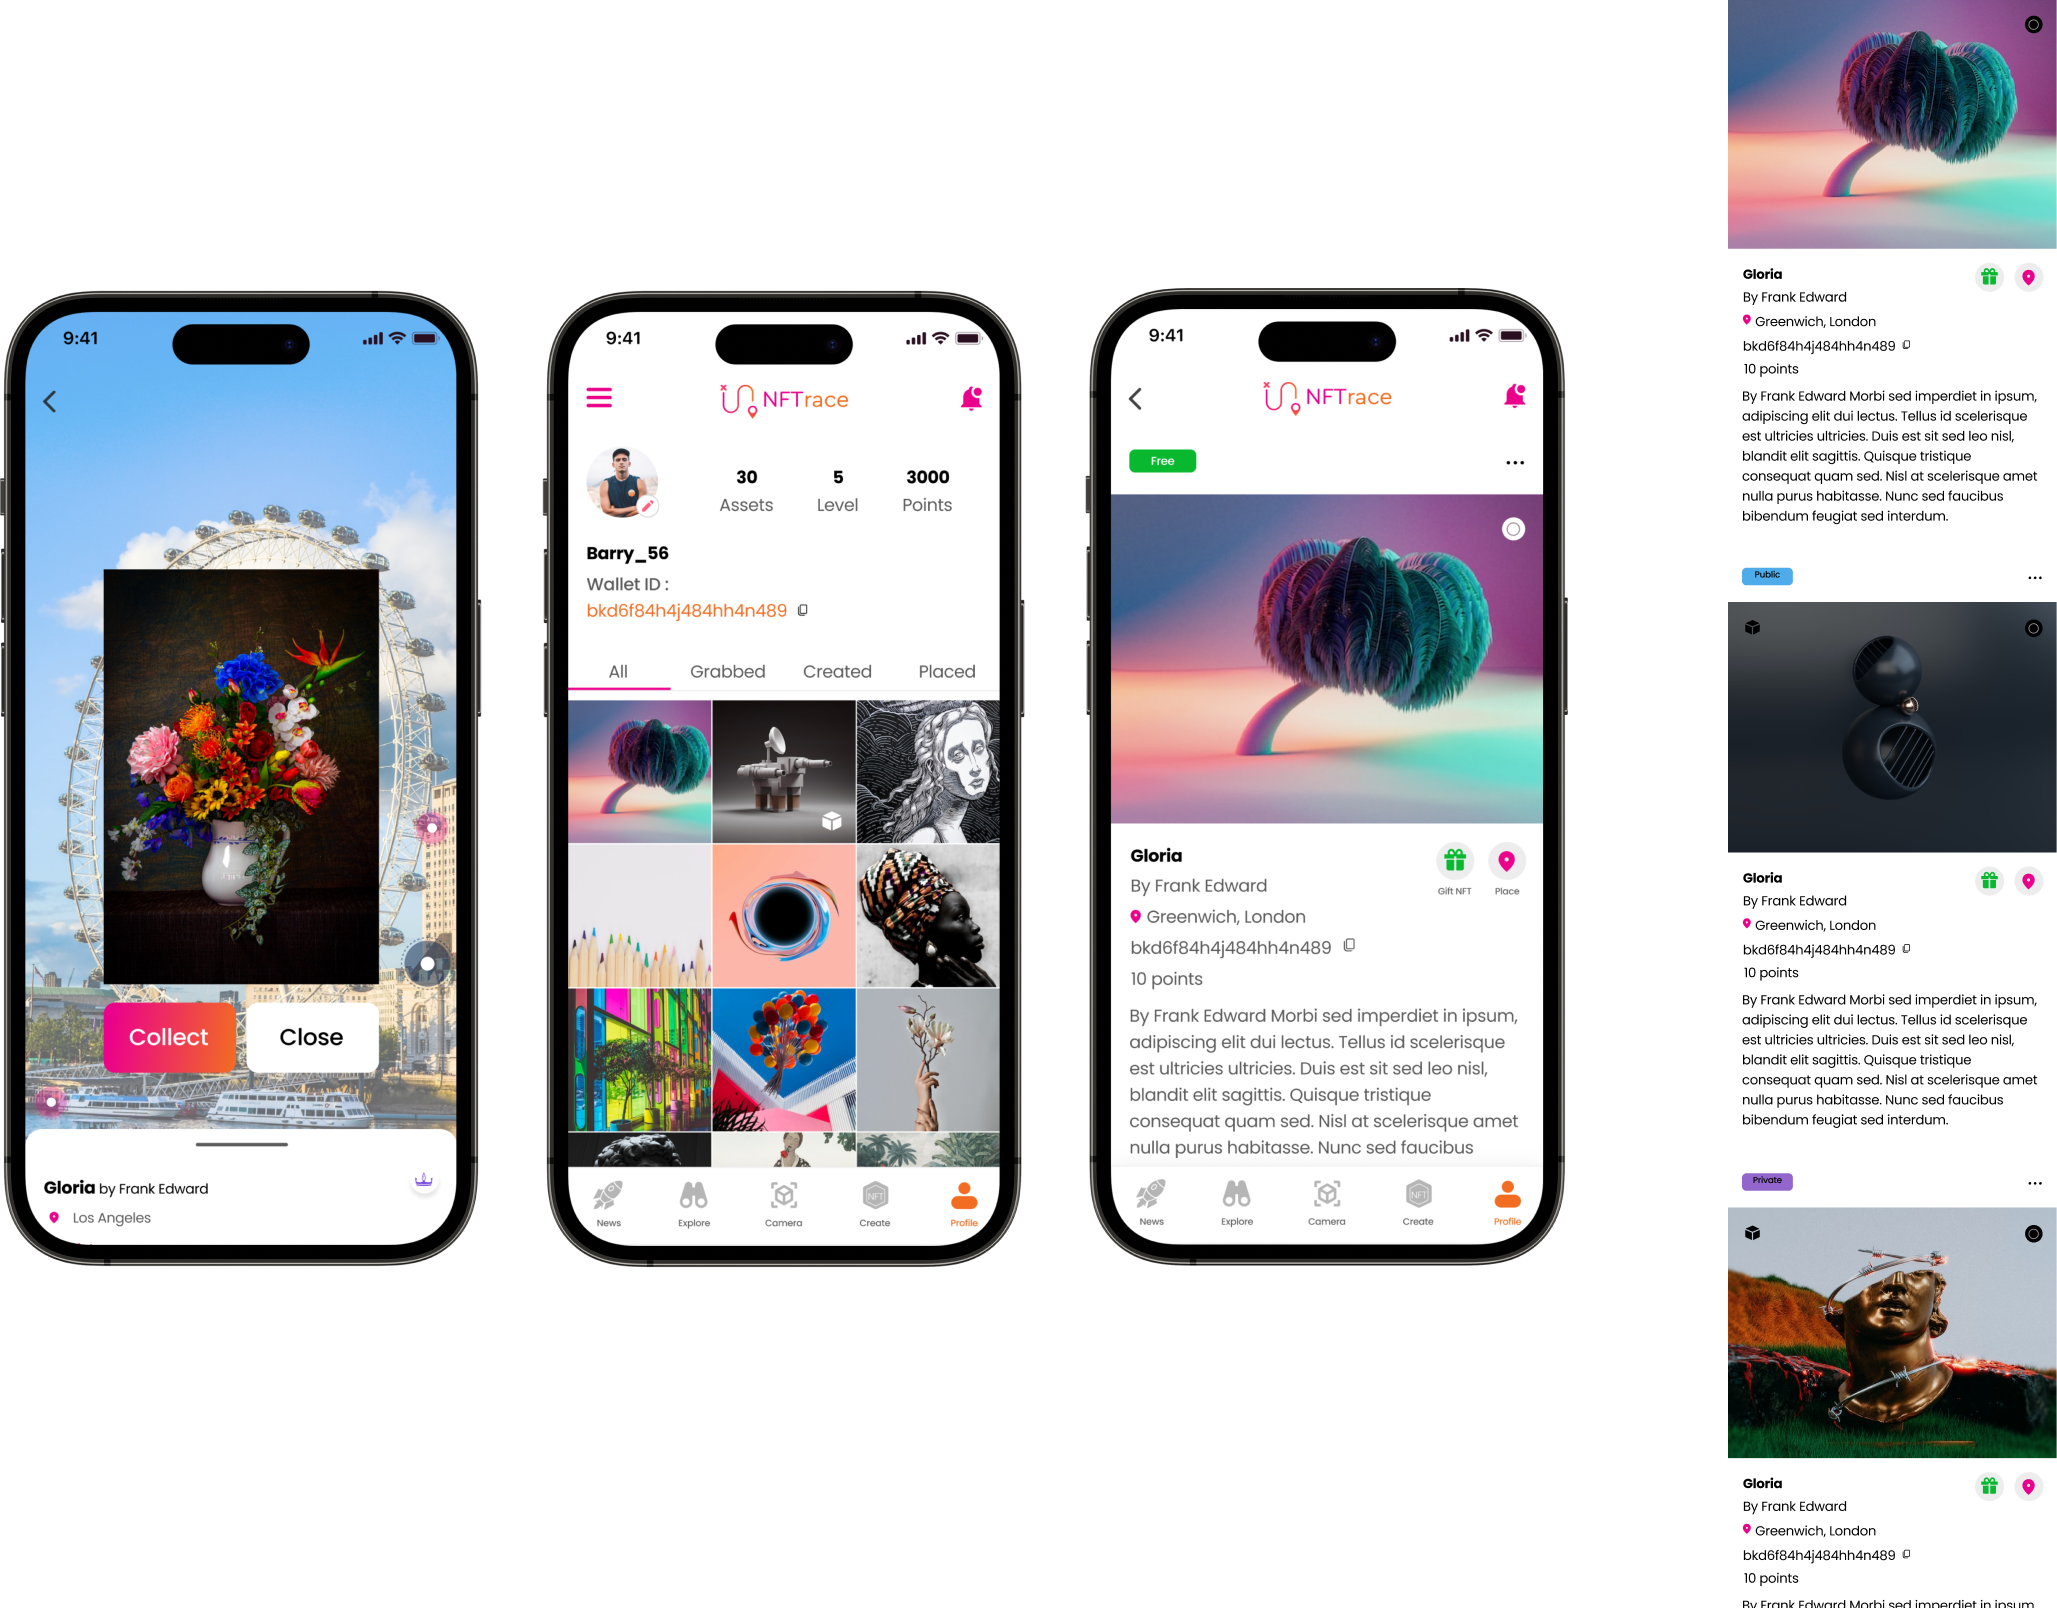 9:41
Collect
Close
Gloria by Frank Edward
Los Angeles
9:41
NFTrace
30
5
3000
Assets
Level
Points
Barry_56
Wallet ID :
bkd6f84h4j484hh4n489
All
Grabbed
Created
Placed
News
Explore
Camera
NFT
Create
Profile
9:41
NFTrace
Free
Gloria
By Frank Edward
Gift NFT
Place
Greenwich, London
bkd6f84h4j484hh4n489
10 points
By Frank Edward Morbi sed imperdiet in ipsum,
adipiscing elit dui lectus. Tellus id scelerisque
est ultricies ultricies. Duis est sit sed leo nisl,
blandit elit sagittis. Quisque tristique
consequat quam sed. Nisl at scelerisque amet
nulla purus habitasse. Nunc sed faucibus
News
Explore
Camera
NFT
Create
Profile
Gloria
By Frank Edward
Greenwich, London
bkd6f84h4j484hh4n489
10 points
By Frank Edward Morbi sed imperdiet in ipsum,
adipiscing elit dui lectus. Tellus id scelerisque
est ultricies ultricies. Duis est sit sed leo nisl,
blandit elit sagittis. Quisque tristique
consequat quam sed. Nisl at scelerisque amet
nulla purus habitasse. Nunc sed faucibus
bibendum feugiat sed interdum.
Public
Gloria
By Frank Edward
Greenwich, London
bkd6f84h4j484hh4n489
10 points
By Frank Edward Morbi sed imperdiet in ipsum,
adipiscing elit dui lectus. Tellus id scelerisque
est ultricies ultricies. Duis est sit sed leo nisl,
blandit elit sagittis. Quisque tristique
consequat quam sed. Nisl at scelerisque amet
nulla purus habitasse. Nunc sed faucibus
bibendum feugiat sed interdum.
Private
Gloria
By Frank Edward
Greenwich, London
bkd6f84h4j484hh4n489
10 points
By Frank Edward Morbi sed imperdiet in ipsum,